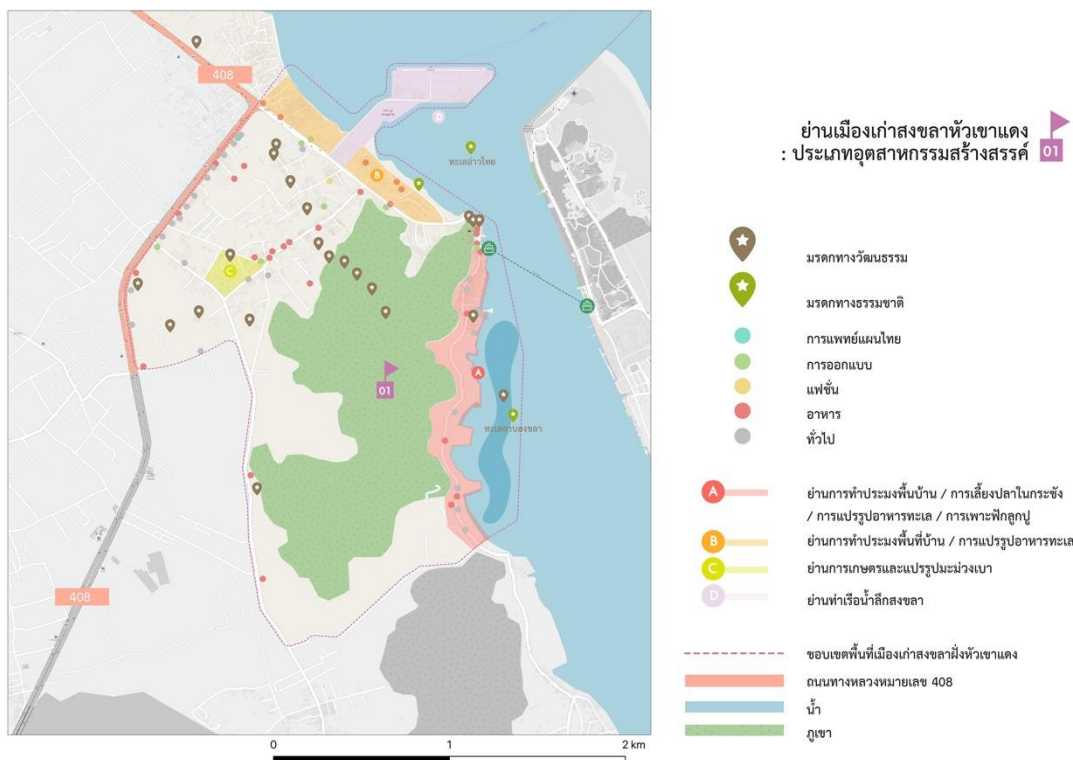 408
D
ทะเลอ่าวไทย
B
C
A
01
ทะเลสาบสงขลา
408
0 1 2 km
ย่านเมืองเก่าสงขลาหัวเขาแดง
: ประเภทอุตสาหกรรมสร้างสรรค์
01
มรดกทางวัฒนธรรม
มรดกทางธรรมชาติ
การแพทย์แผนไทย
การออกแบบ
แฟชั่น
อาหาร
ทั่วไป
A ย่านการทำประมงพื้นบ้าน / การเลี้ยงปลาในกระชัง
/ การแปรรูปอาหารทะเล / การเพาะฟักลูกปู
B ย่านการทำประมงพื้นที่บ้าน / การแปรรูปอาหารทะเล
C ย่านการเกษตรและแปรรูปมะม่วงเบา
D ย่านท่าเรือน้ำลึกสงขลา
ขอบเขตพื้นที่เมืองเก่าสงขลาฝั่งหัวเขาแดง
ถนนทางหลวงหมายเลข 408
น้ำ
ภูเขา